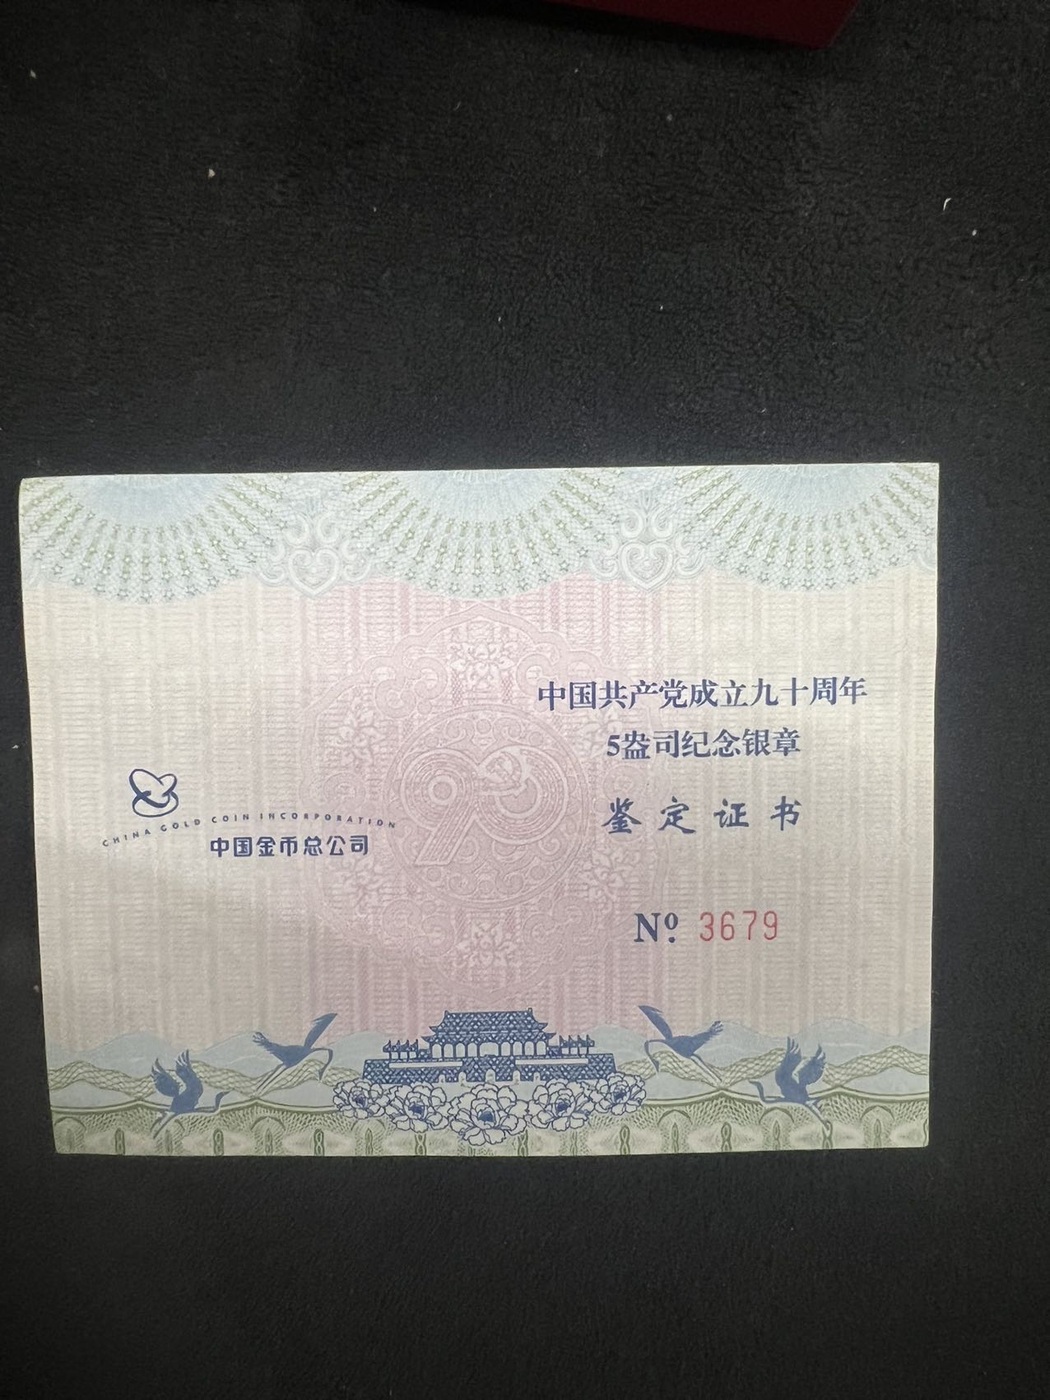 中国共产党成立九十周年
5盎司纪念银章
鉴定证书
CHINA GOLD COIN INCORPORATION
中国金币总公司
Nº 3679
90